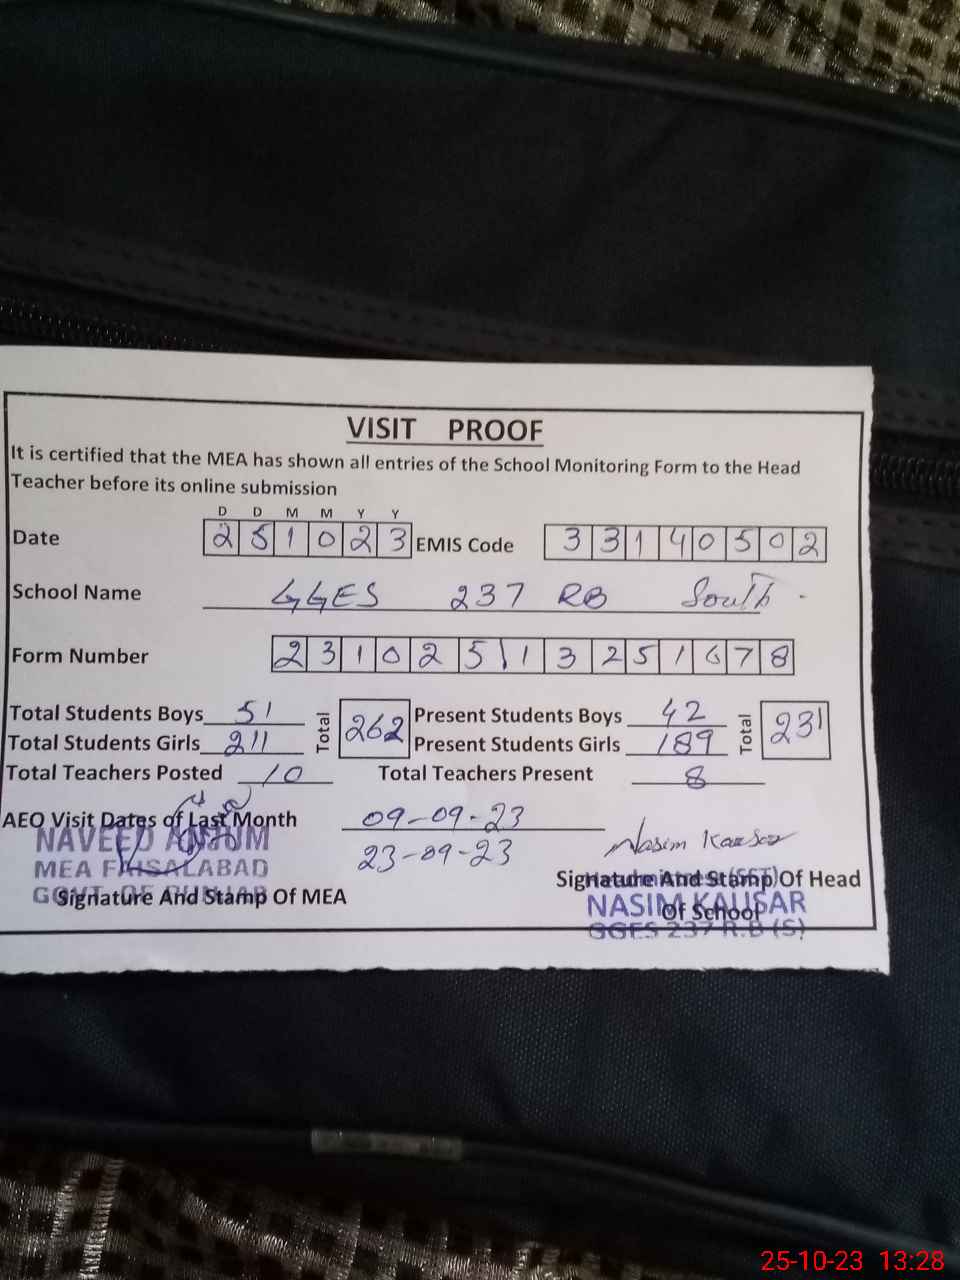 VISIT PROOF
It is certified that the MEA has shown all entries of the School Monitoring Form to the Head
Teacher before its online submission
D D M M Y Y
Date 2 5 1 0 2 3 EMIS Code 3 3 1 4 0 5 0 2
School Name GGES 237 RB South
Form Number 2 3 1 0 2 5 1 1 3 2 5 1 6 7 8
Total Students Boys 51 Total 262 Present Students Boys 42 Total 231
Total Students Girls 211 Present Students Girls 189
Total Teachers Posted 10 Total Teachers Present 8
AEO Visit Dates of Last Month 09-09-23
23-09-23
Nasim Kausar
NAVEED ANJUM
MEA FAISALABAD
GOVT. OF PUNJAB
Signature And Stamp Of MEA
Signature And Stamp Of Head
Of School
NASIM KAUSAR
GGES 237 R.B (S)
25-10-23 13:28